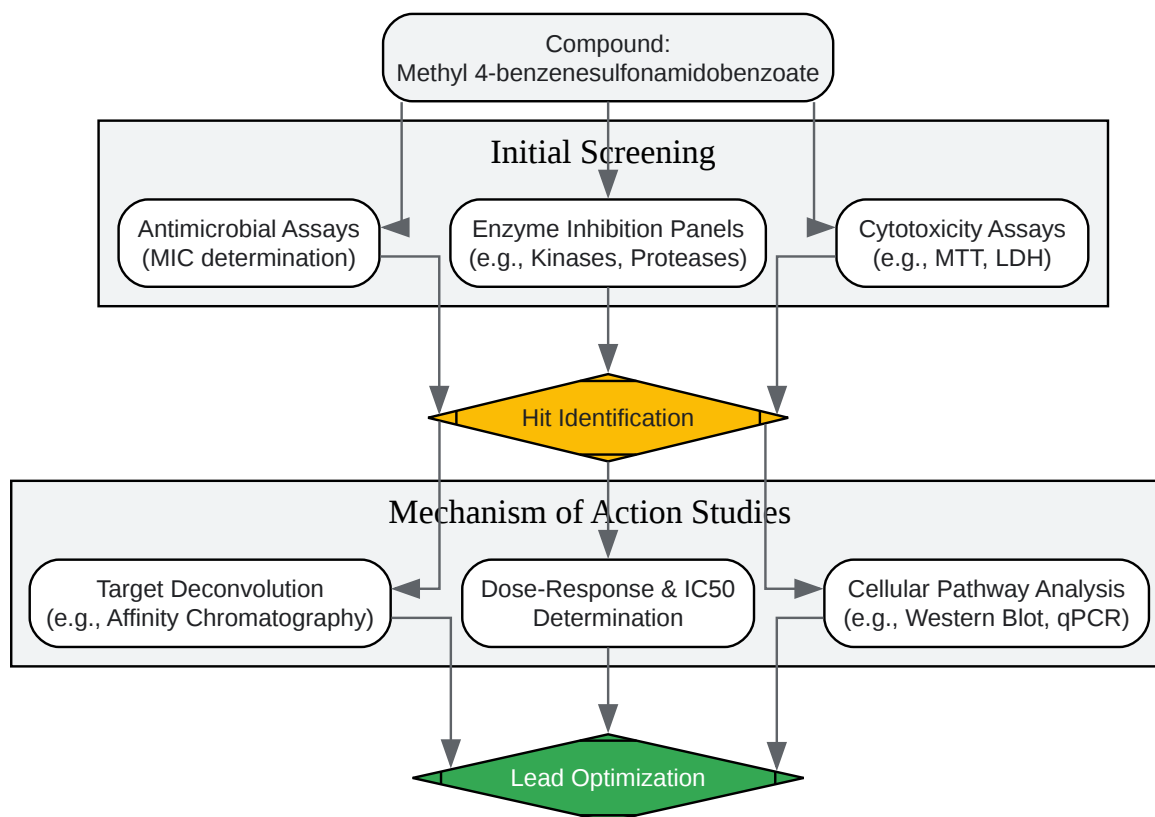 Compound:
Methyl 4-benzenesulfonamidobenzoate
Initial Screening
Antimicrobial Assays
(MIC determination)
Enzyme Inhibition Panels
(e.g., Kinases, Proteases)
Cytotoxicity Assays
(e.g., MTT, LDH)
Hit Identification
Mechanism of Action Studies
Target Deconvolution
(e.g., Affinity Chromatography)
Dose-Response & IC50
Determination
Cellular Pathway Analysis
(e.g., Western Blot, qPCR)
Lead Optimization